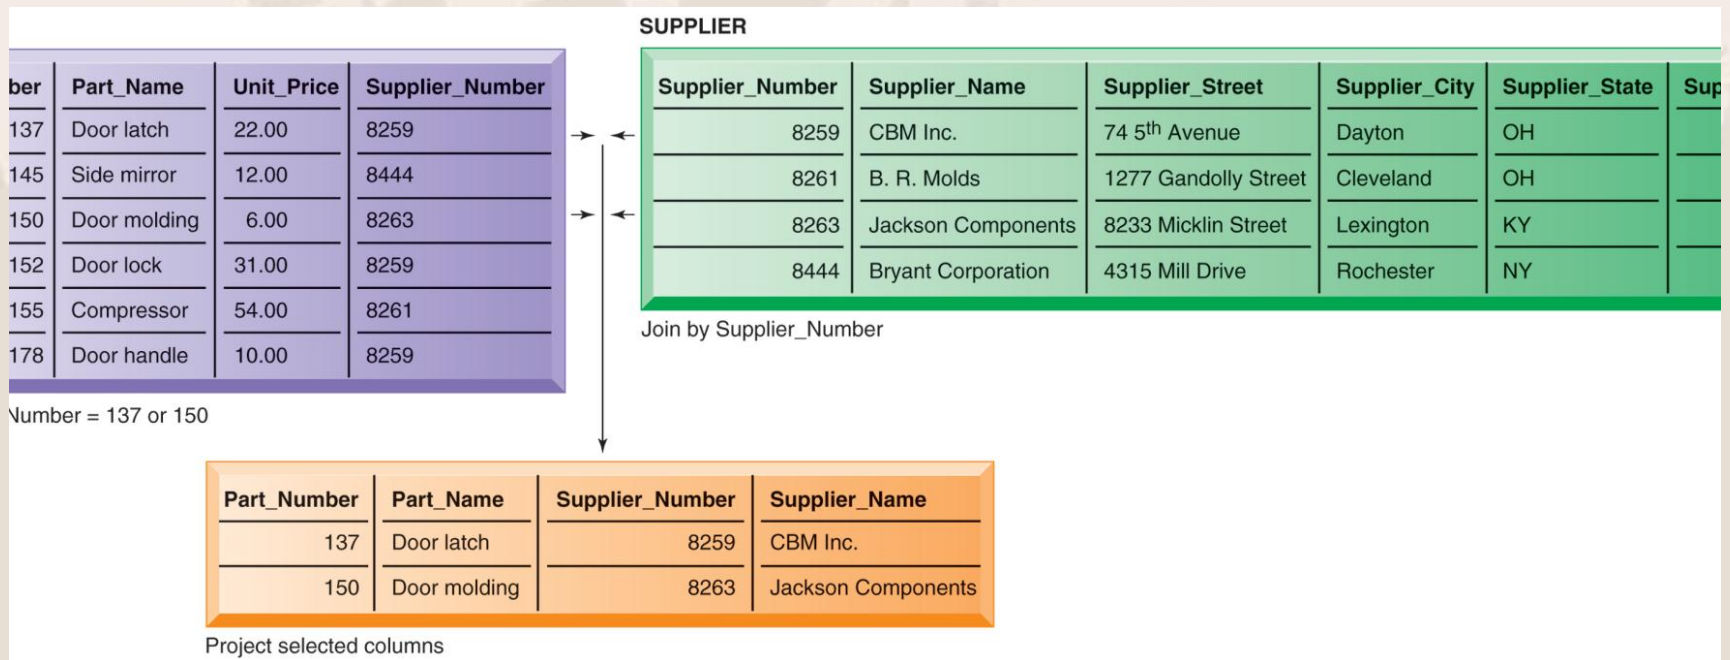 SUPPLIER
ber Part_Name Unit_Price Supplier_Number
137 Door latch 22.00 8259
145 Side mirror 12.00 8444
150 Door molding 6.00 8263
152 Door lock 31.00 8259
155 Compressor 54.00 8261
178 Door handle 10.00 8259
Number = 137 or 150
Supplier_Number Supplier_Name Supplier_Street Supplier_City Supplier_State Sup
8259 CBM Inc. 74 5th Avenue Dayton OH
8261 B. R. Molds 1277 Gandolly Street Cleveland OH
8263 Jackson Components 8233 Micklin Street Lexington KY
8444 Bryant Corporation 4315 Mill Drive Rochester NY
Join by Supplier_Number
Part_Number Part_Name Supplier_Number Supplier_Name
137 Door latch 8259 CBM Inc.
150 Door molding 8263 Jackson Components
Project selected columns